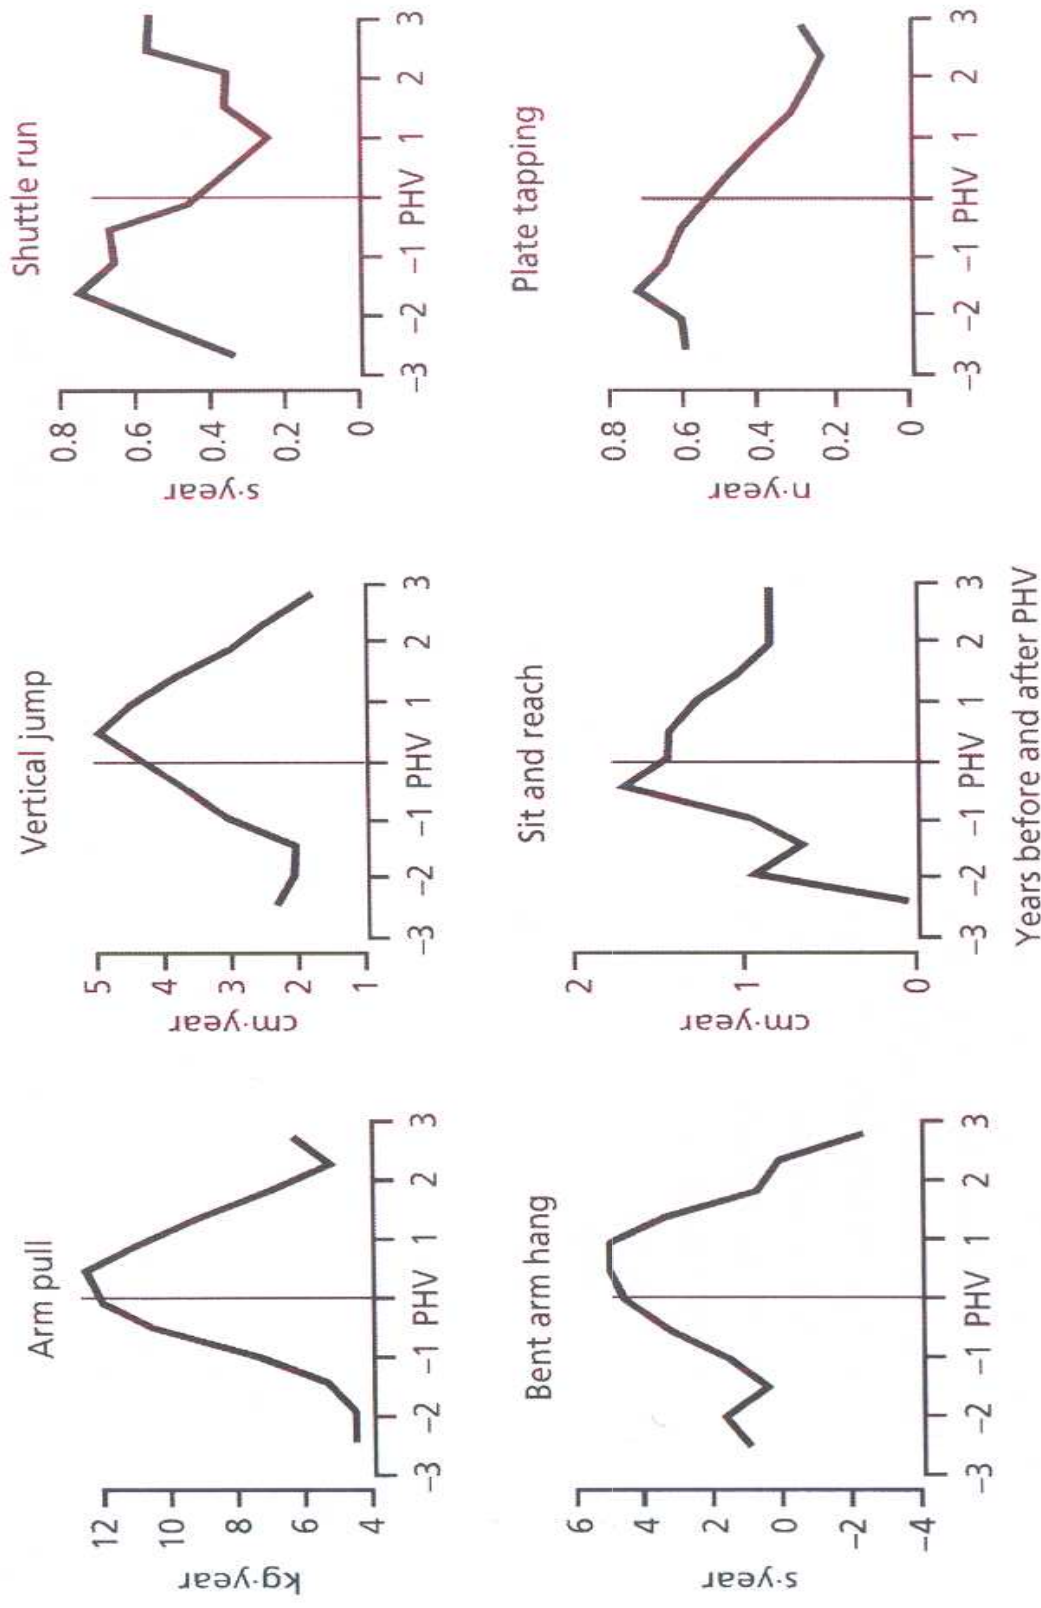 Arm pull
kg·year
12
10
8
6
4
–3 –2 –1 PHV 1 2 3
Vertical jump
cm·year
5
4
3
2
1
–3 –2 –1 PHV 1 2 3
Shuttle run
s·year
0.8
0.6
0.4
0.2
0
–3 –2 –1 PHV 1 2 3
Bent arm hang
s·year
6
4
2
0
–2
–4
–3 –2 –1 PHV 1 2 3
Sit and reach
cm·year
2
1
0
–3 –2 –1 PHV 1 2 3
Plate tapping
n·year
0.8
0.6
0.4
0.2
0
–3 –2 –1 PHV 1 2 3
Years before and after PHV